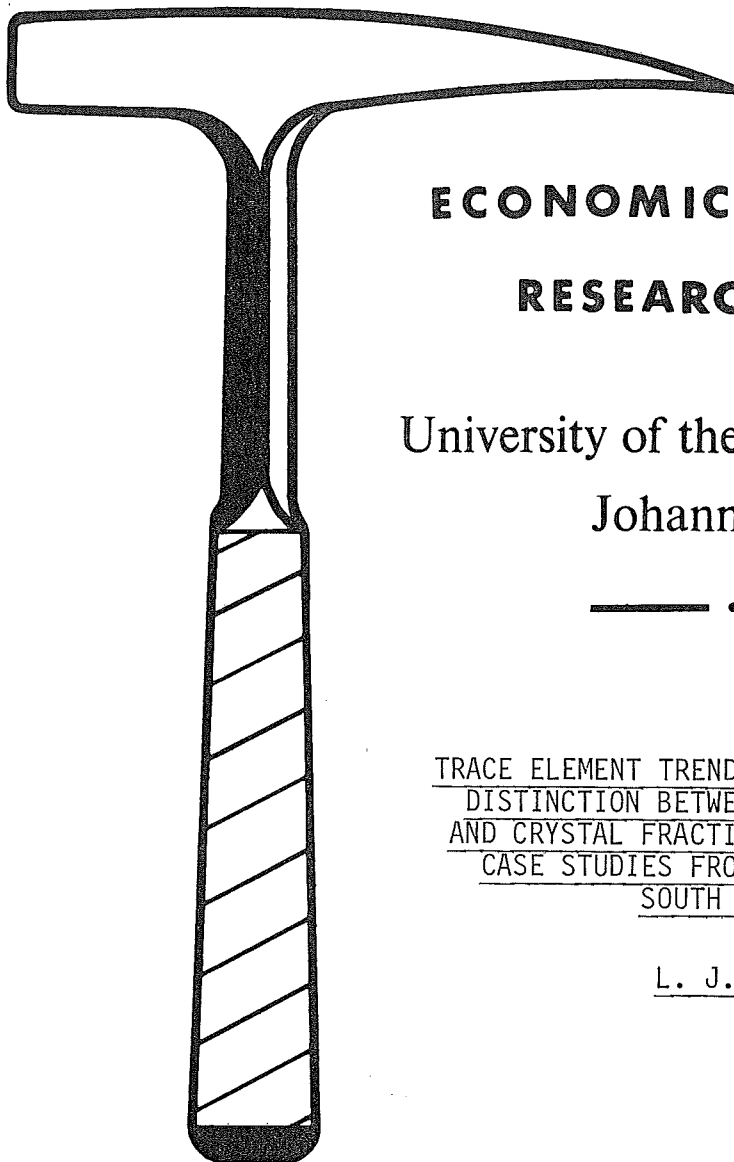 ECONOMIC
RESEARC
University of the
Johann
TRACE ELEMENT TREND
DISTINCTION BETWE
AND CRYSTAL FRACTI
CASE STUDIES FRO
SOUTH
L. J.